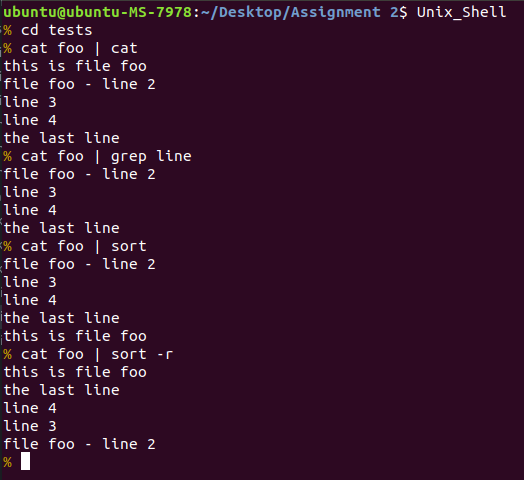 ubuntu@ubuntu-MS-7978:~/Desktop/Assignment 2$ Unix_Shell
% cd tests
% cat foo | cat
this is file foo
file foo - line 2
line 3
line 4
the last line
% cat foo | grep line
file foo - line 2
line 3
line 4
the last line
% cat foo | sort
file foo - line 2
line 3
line 4
the last line
this is file foo
% cat foo | sort -r
this is file foo
the last line
line 4
line 3
file foo - line 2
%